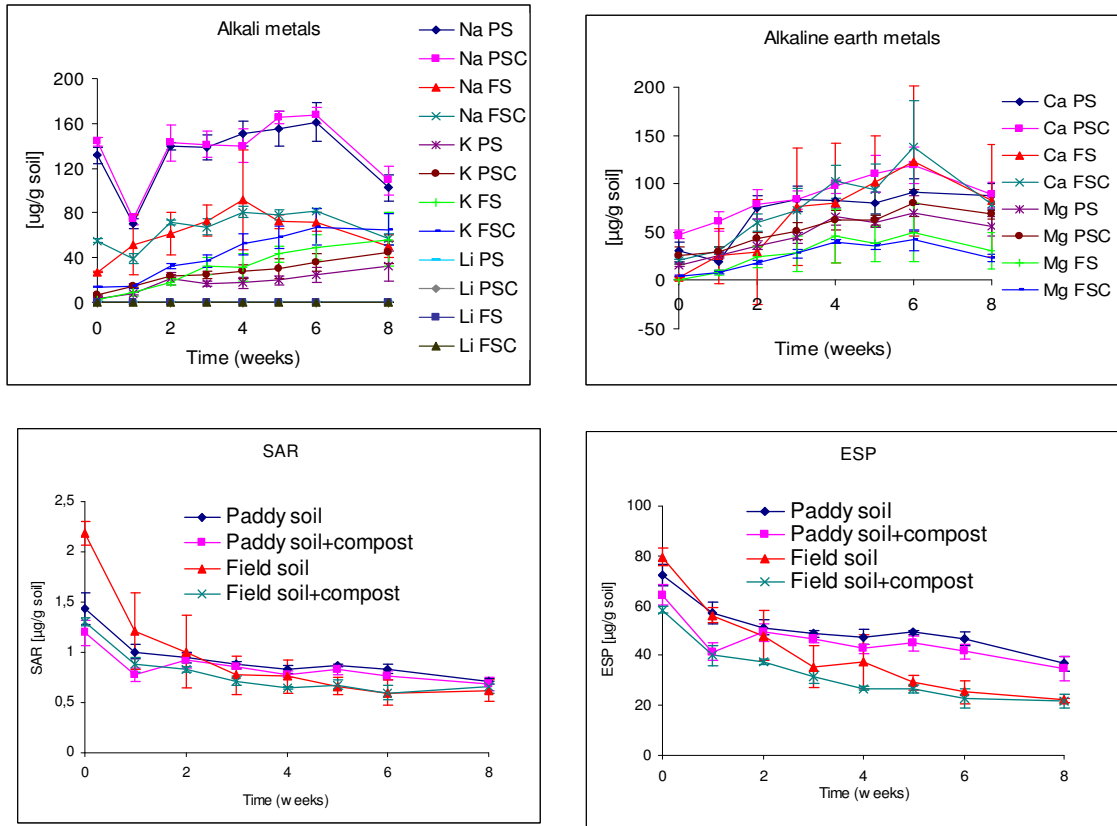 Alkali metals
[ug/g soil]
200
160
120
80
40
0
0 2 4 6 8
Time (weeks)
Na PS
Na PSC
Na FS
Na FSC
K PS
K PSC
K FS
K FSC
Li PS
Li PSC
Li FS
Li FSC
Alkaline earth metals
[µg/g soil]
200
150
100
50
0
-50
0 2 4 6 8
Time (weeks)
Ca PS
Ca PSC
Ca FS
Ca FSC
Mg PS
Mg PSC
Mg FS
Mg FSC
SAR
SAR [µg/g soil]
2,5
2
1,5
1
0,5
0
0 2 4 6 8
Time (weeks)
Paddy soil
Paddy soil+compost
Field soil
Field soil+compost
ESP
ESP [µg/g soil]
100
80
60
40
20
0
0 2 4 6 8
Time (weeks)
Paddy soil
Paddy soil+compost
Field soil
Field soil+compost